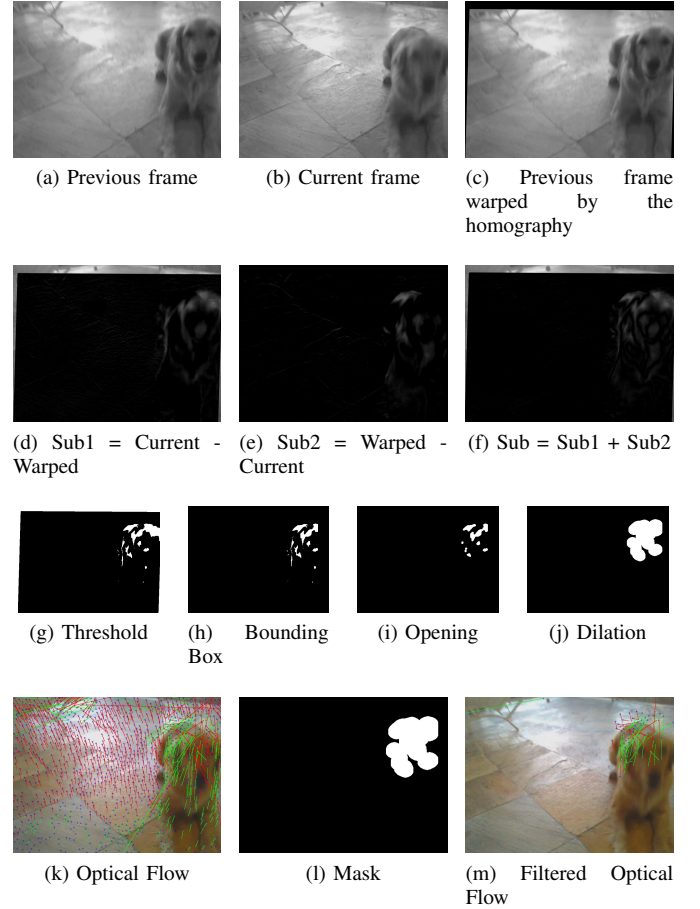 (a) Previous frame
(b) Current frame
(c) Previous frame
warped by the
homography
(d) Sub1 = Current -
Warped
(e) Sub2 = Warped -
Current
(f) Sub = Sub1 + Sub2
(g) Threshold
(h) Bounding
Box
(i) Opening
(j) Dilation
(k) Optical Flow
(l) Mask
(m) Filtered Optical
Flow